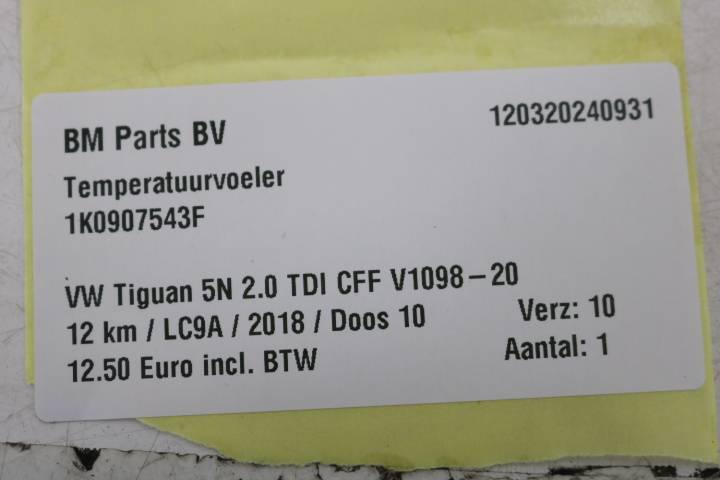 BM Parts BV 120320240931
Temperatuurvoeler
1K0907543F
VW Tiguan 5N 2.0 TDI CFF V1098-20
12 km / LC9A / 2018 / Doos 10 Verz: 10
12.50 Euro incl. BTW Aantal: 1